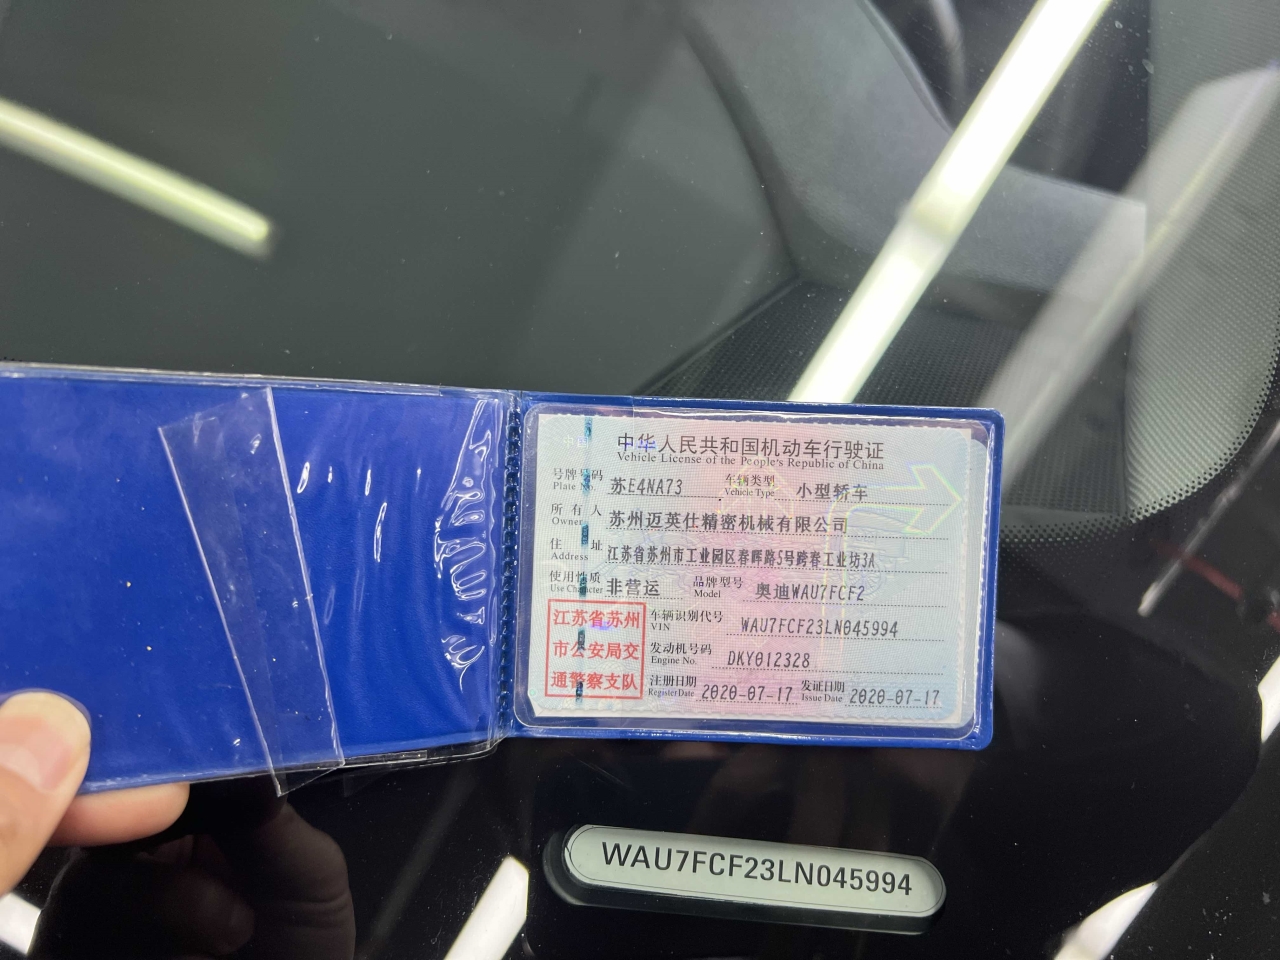 中国
中华人民共和国机动车行驶证
Vehicle License of the People's Republic of China
号牌号码 苏E4NA73 车辆类型 小型轿车
Plate No. Vehicle Type
所有人 苏州迈英仕精密机械有限公司
Owner
住址 江苏省苏州市工业园区春晖路5号跨春工业坊3A
Address
使用性质 非营运 品牌型号 奥迪WAU7FCF2
Use Character Model
江苏省苏州
市公安局交
通警察支队
车辆识别代号 WAU7FCF23LN045994
VIN
发动机号码 DKY012328
Engine No.
注册日期 2020-07-17 发证日期 2020-07-17
Register Date Issue Date
WAU7FCF23LN045994